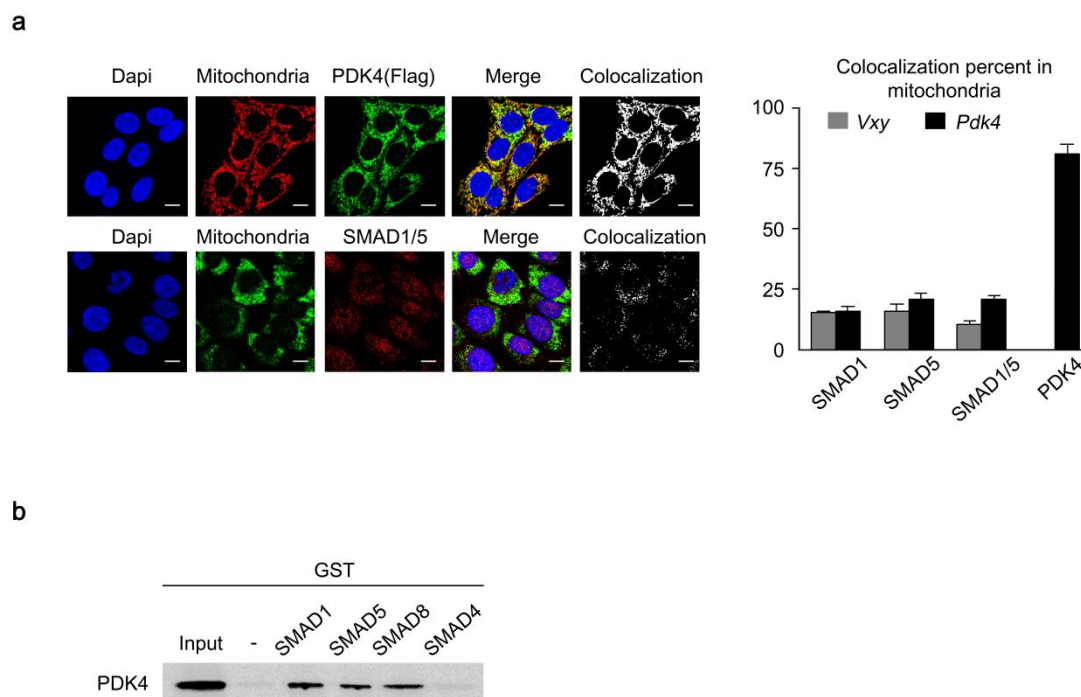 a
Dapi Mitochondria PDK4(Flag) Merge Colocalization
Dapi Mitochondria SMAD1/5 Merge Colocalization
Colocalization percent in
mitochondria
Vxy Pdk4
100
75
50
25
0
SMAD1 SMAD5 SMAD1/5 PDK4
b
GST
Input - SMAD1 SMAD5 SMAD8 SMAD4
PDK4